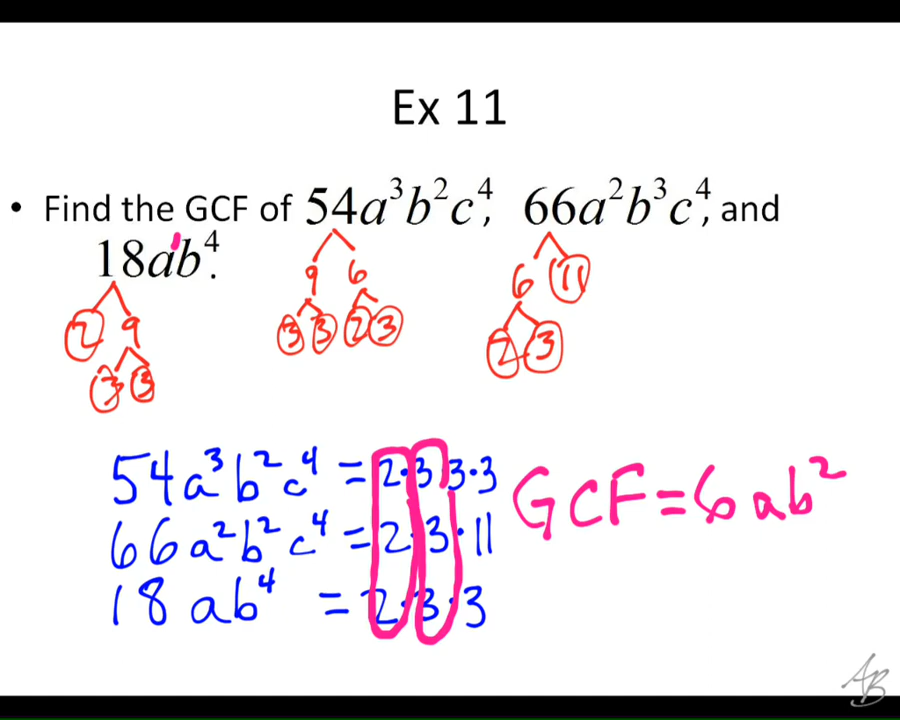 Ex 11
• Find the GCF of 54a³b²c⁴, 66a²b³c⁴, and
18ab⁴.
9 6
6 11
2 9
3 3 2 3
2 3
3 3
54a³b²c⁴ = 2·3·3·3
GCF = 6ab²
66a²b²c⁴ = 2·3·11
18ab⁴ = 2·3·3
AB